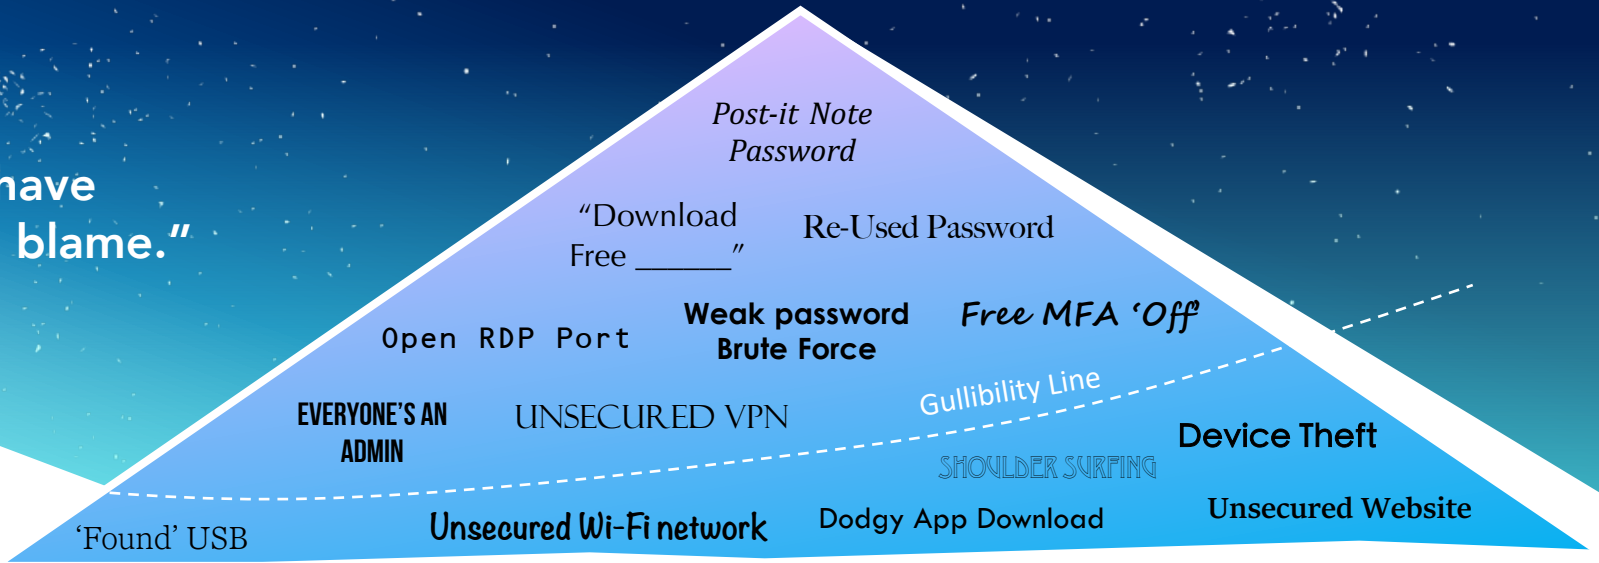 Post-it Note
Password
have
blame.”
“Download
Free ______”
Re-Used Password
Open RDP Port
Weak password
Brute Force
Free MFA ‘Off’
EVERYONE’S AN
ADMIN
UNSECURED VPN
Gullibility Line
Device Theft
SHOULDER SURFING
‘Found’ USB
Unsecured Wi-Fi network
Dodgy App Download
Unsecured Website